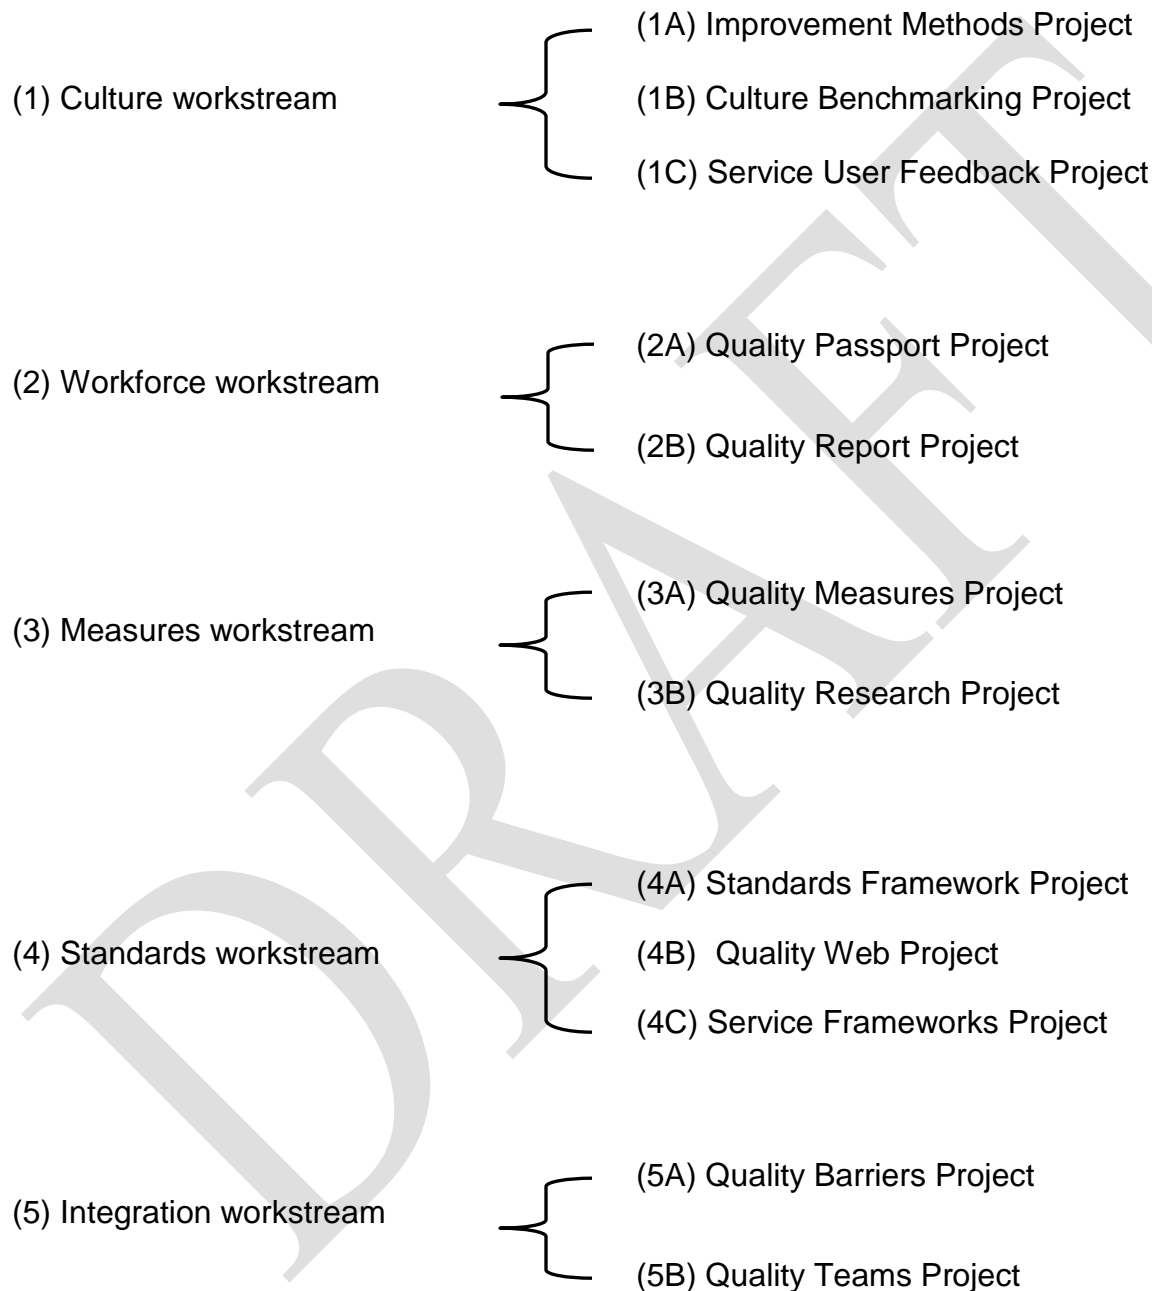 (1A) Improvement Methods Project
(1) Culture workstream (1B) Culture Benchmarking Project
(1C) Service User Feedback Project
(2A) Quality Passport Project
(2) Workforce workstream
(2B) Quality Report Project
(3A) Quality Measures Project
(3) Measures workstream
(3B) Quality Research Project
(4A) Standards Framework Project
(4) Standards workstream (4B) Quality Web Project
(4C) Service Frameworks Project
(5A) Quality Barriers Project
(5) Integration workstream
(5B) Quality Teams Project
DRAFT